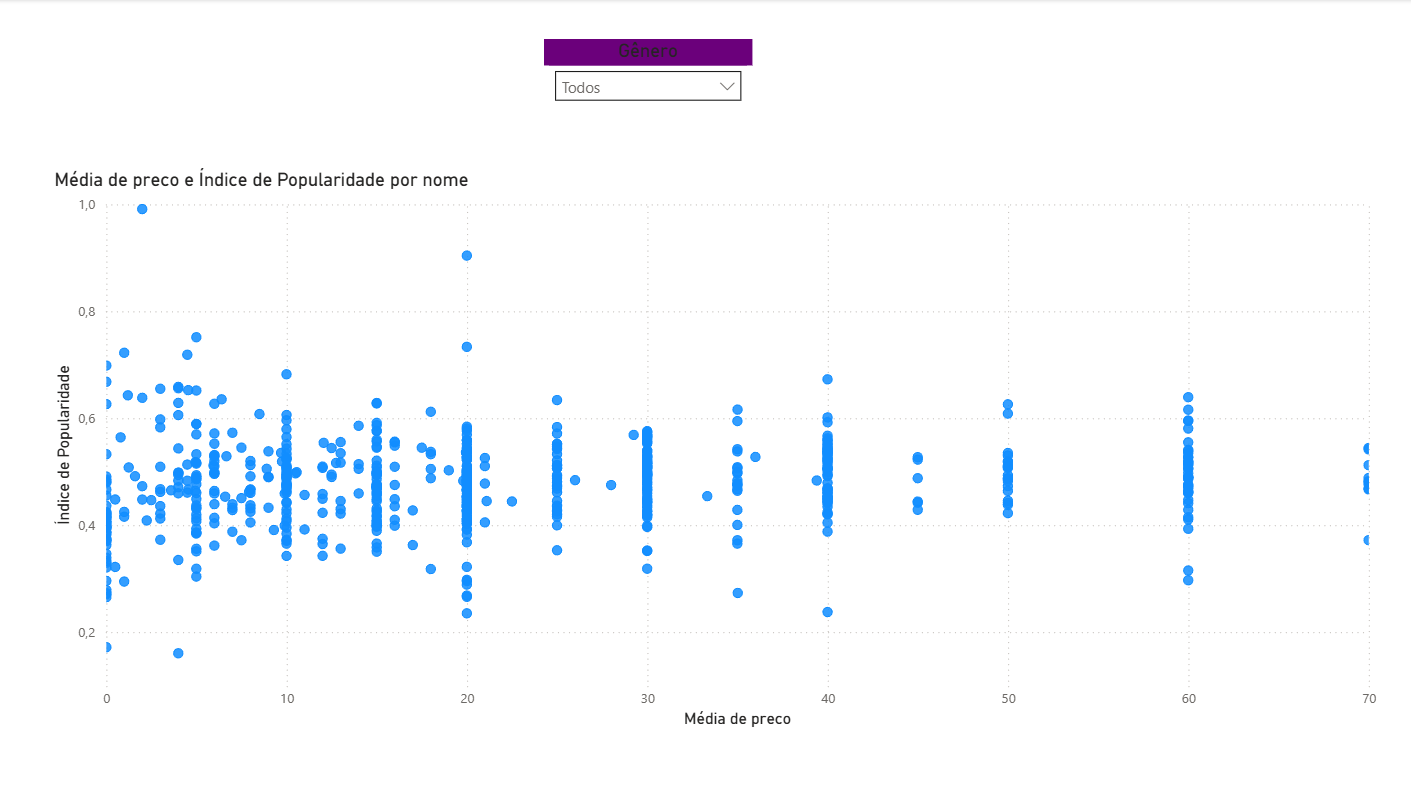 Gênero
Todos
Média de preco e Índice de Popularidade por nome
1,0
0,8
0,6
0,4
0,2
Índice de Popularidade
0 10 20 30 40 50 60 70
Média de preco